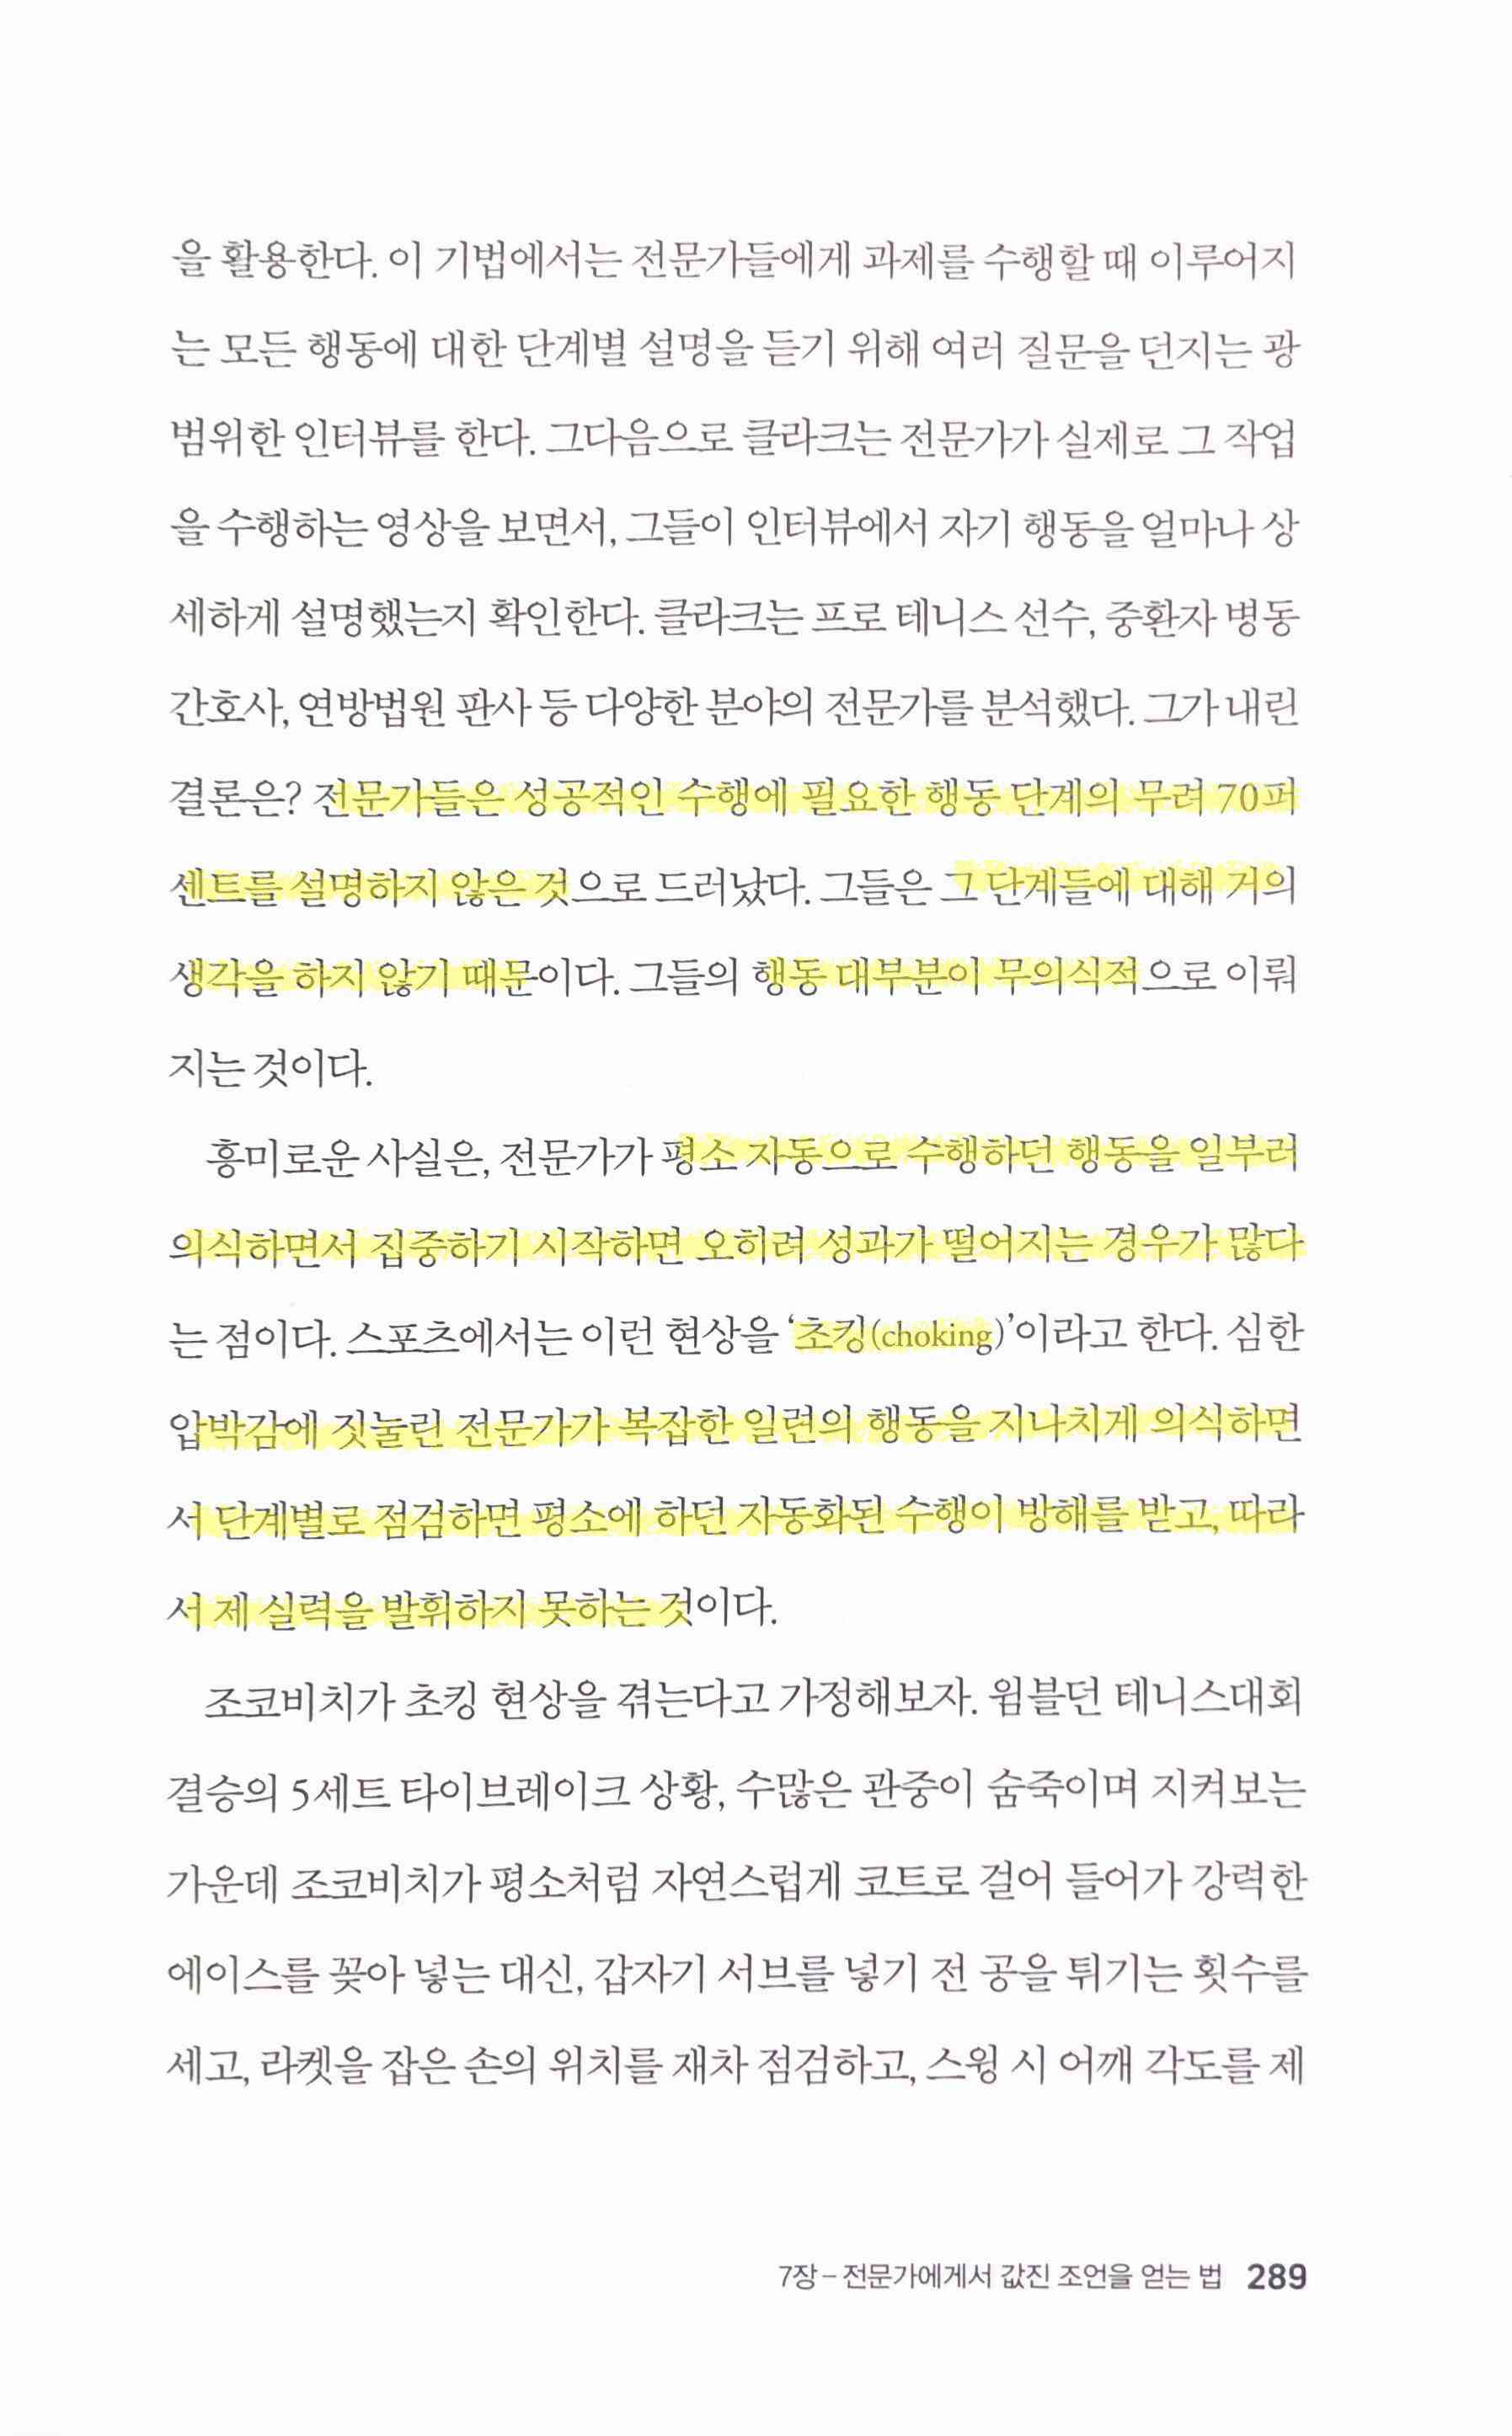 을 활용한다. 이 기법에서는 전문가들에게 과제를 수행할 때 이루어지
는 모든 행동에 대한 단계별 설명을 듣기 위해 여러 질문을 던지는 광
범위한 인터뷰를 한다. 그다음으로 클라크는 전문가가 실제로 그 작업
을 수행하는 영상을 보면서, 그들이 인터뷰에서 자기 행동을 얼마나 상
세하게 설명했는지 확인한다. 클라크는 프로 테니스 선수, 중환자 병동
간호사, 연방법원 판사 등 다양한 분야의 전문가를 분석했다. 그가 내린
결론은? 전문가들은 성공적인 수행에 필요한 행동 단계의 무려 70퍼
센트를 설명하지 않은 것으로 드러났다. 그들은 그 단계들에 대해 거의
생각을 하지 않기 때문이다. 그들의 행동 대부분이 무의식적으로 이뤄
지는 것이다.
흥미로운 사실은, 전문가가 평소 자동으로 수행하던 행동을 일부러
의식하면서 집중하기 시작하면 오히려 성과가 떨어지는 경우가 많다
는 점이다. 스포츠에서는 이런 현상을 ‘초킹(choking)’이라고 한다. 심한
압박감에 짓눌린 전문가가 복잡한 일련의 행동을 지나치게 의식하면
서 단계별로 점검하면 평소에 하던 자동화된 수행이 방해를 받고, 따라
서 제 실력을 발휘하지 못하는 것이다.
조코비치가 초킹 현상을 겪는다고 가정해보자. 윔블던 테니스대회
결승의 5세트 타이브레이크 상황, 수많은 관중이 숨죽이며 지켜보는
가운데 조코비치가 평소처럼 자연스럽게 코트로 걸어 들어가 강력한
에이스를 꽂아 넣는 대신, 갑자기 서브를 넣기 전 공을 튀기는 횟수를
세고, 라켓을 잡은 손의 위치를 재차 점검하고, 스윙 시 어깨 각도를 제
7장 – 전문가에게서 값진 조언을 얻는 법 289